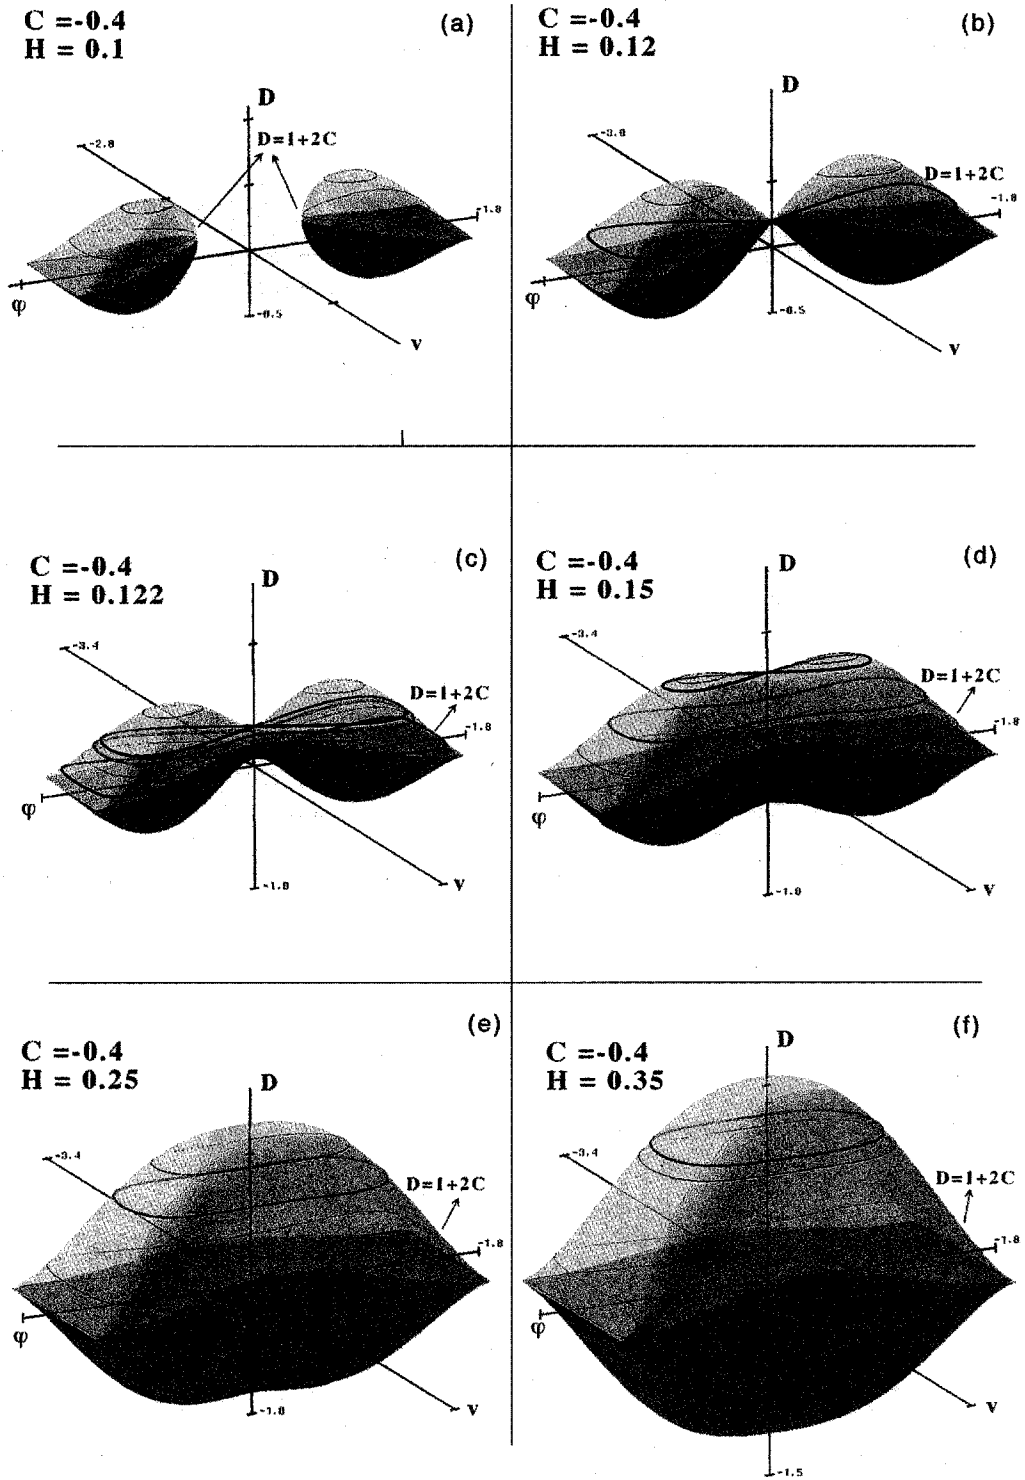 C =-0.4
H = 0.1
(a)
D
D=1+2C
-2.8
-1.8
φ
-0.5
v
C =-0.4
H = 0.12
(b)
D
D=1+2C
-3.8
-1.8
φ
-0.5
v
C =-0.4
H = 0.122
(c)
D
D=1+2C
-3.4
-1.8
φ
-1.8
v
C =-0.4
H = 0.15
(d)
D
D=1+2C
-3.4
-1.8
φ
-1.8
v
C =-0.4
H = 0.25
(e)
D
D=1+2C
-3.4
-1.8
φ
-1.8
v
C =-0.4
H = 0.35
(f)
D
D=1+2C
-3.4
-1.8
φ
-1.5
v